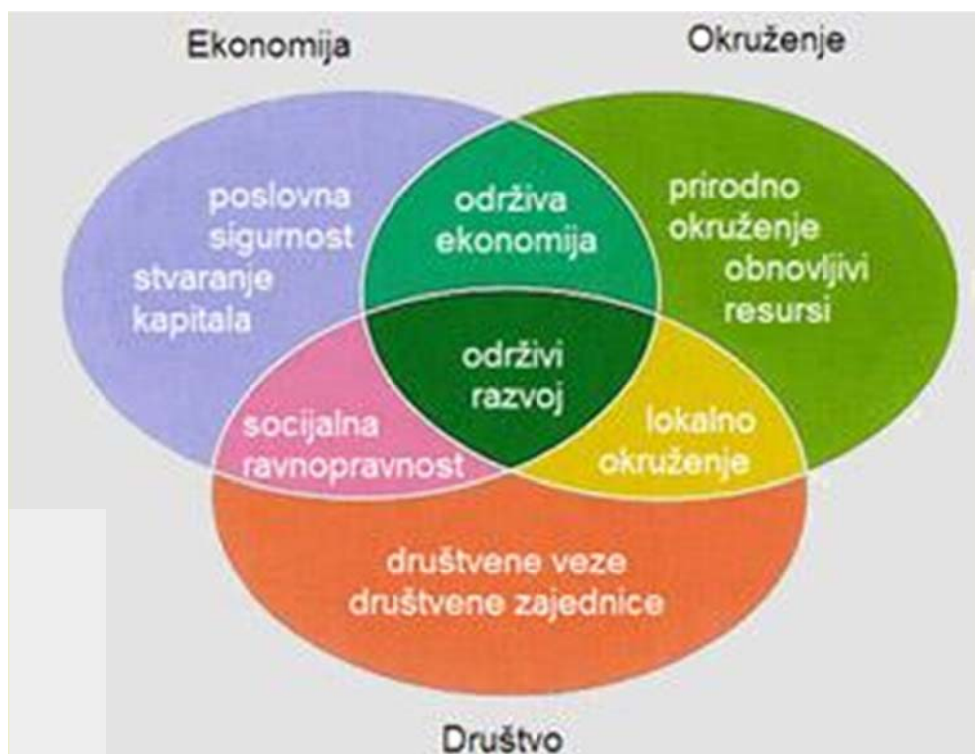 Ekonomija
Okruženje
poslovna
sigurnost
stvaranje
kapitala
održiva
ekonomija
prirodno
okruženje
obnovljivi
resursi
održivi
razvoj
socijalna
ravnopravnost
lokalno
okruženje
društvene veze
društvene zajednice
Društvo